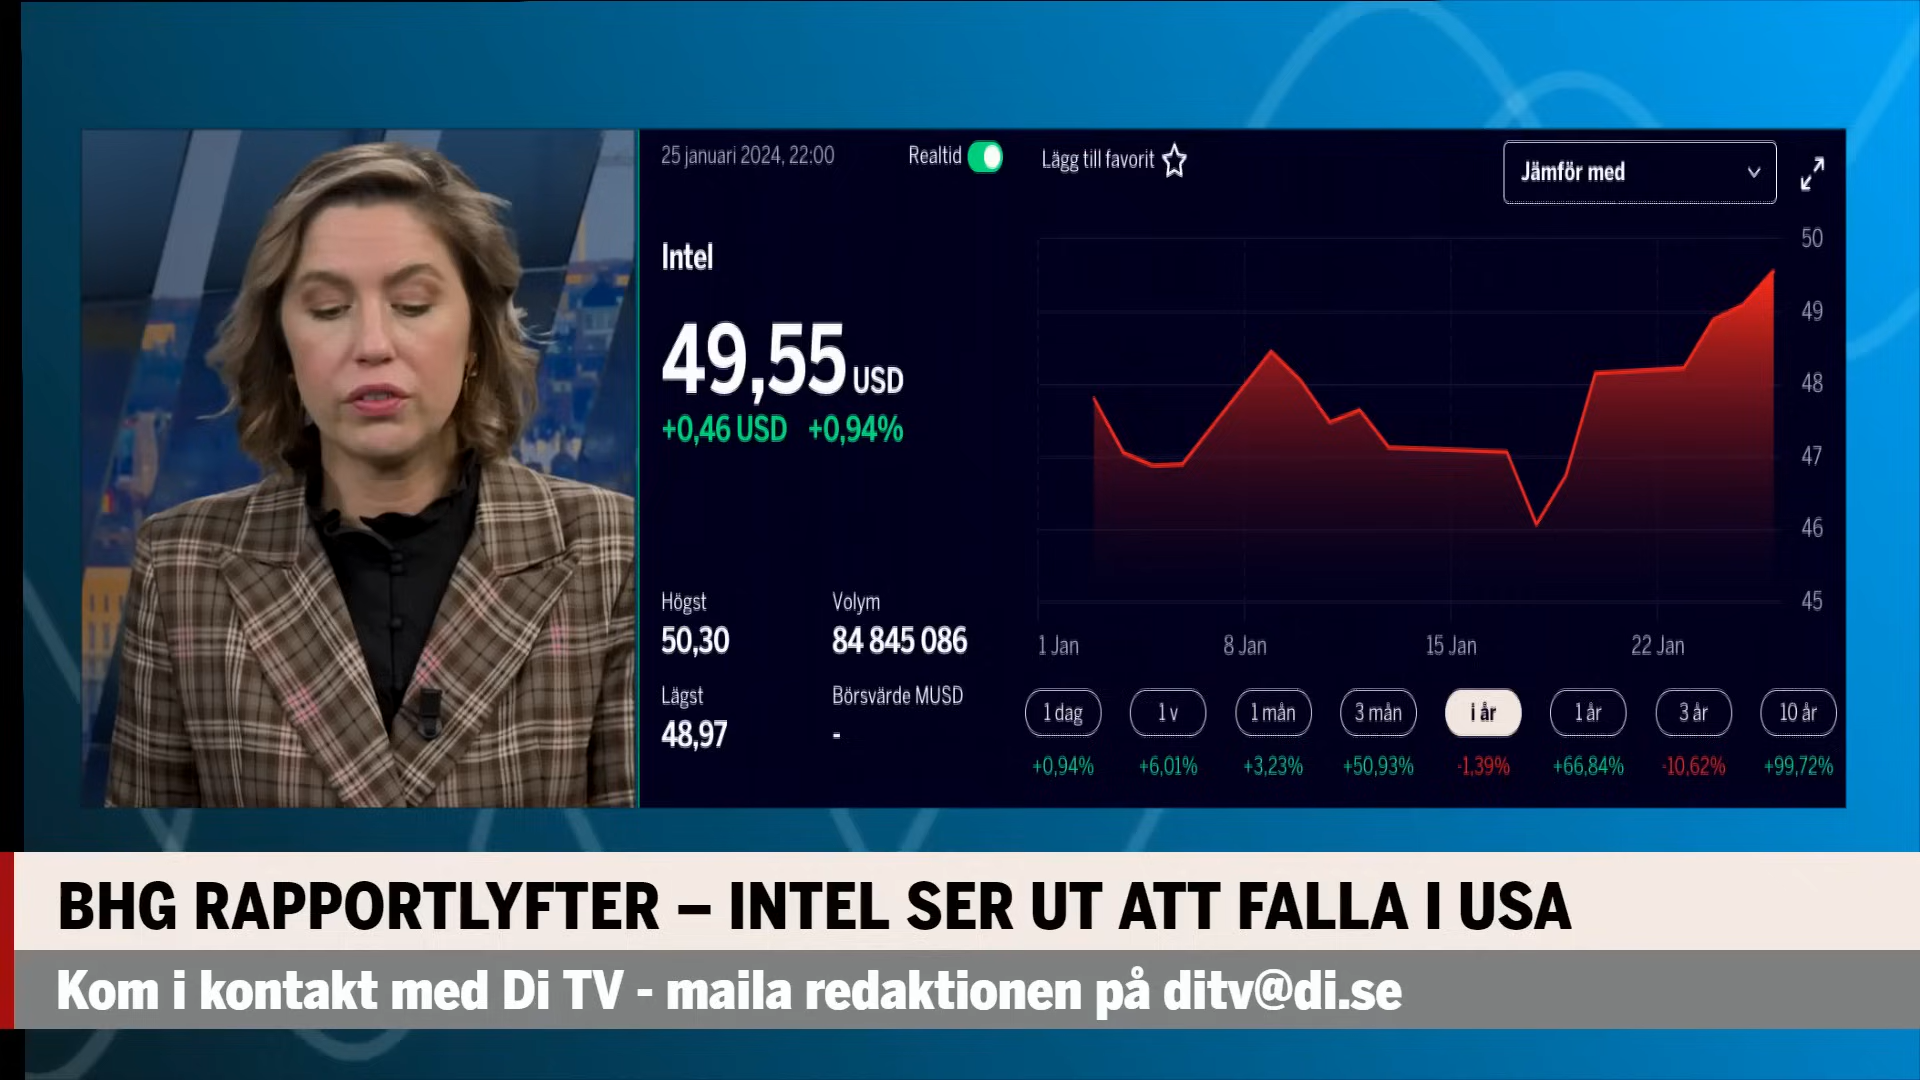 25 januari 2024, 22:00
Realtid
Lägg till favorit
Jämför med
Intel
49,55 USD
+0,46 USD +0,94%
Högst
50,30
Volym
84 845 086
Lägst
48,97
Börsvärde MUSD
-
50
49
48
47
46
45
1 Jan 8 Jan 15 Jan 22 Jan
1 dag 1 v 1 mån 3 mån i år 1 år 3 år 10 år
+0,94% +6,01% +3,23% +50,93% -1,39% +66,84% -10,62% +99,72%
BHG RAPPORTLYFTER – INTEL SER UT ATT FALLA I USA
Kom i kontakt med Di TV - maila redaktionen på ditv@di.se